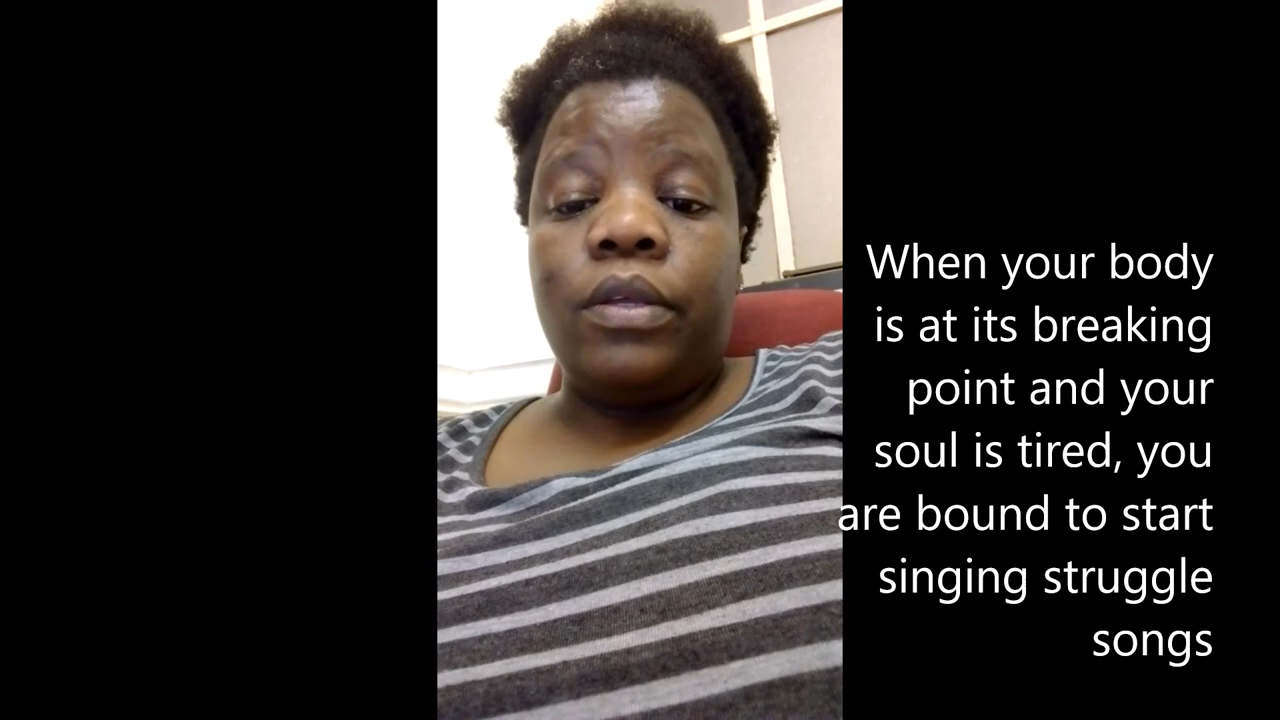 When your body
is at its breaking
point and your
soul is tired, you
are bound to start
singing struggle
songs